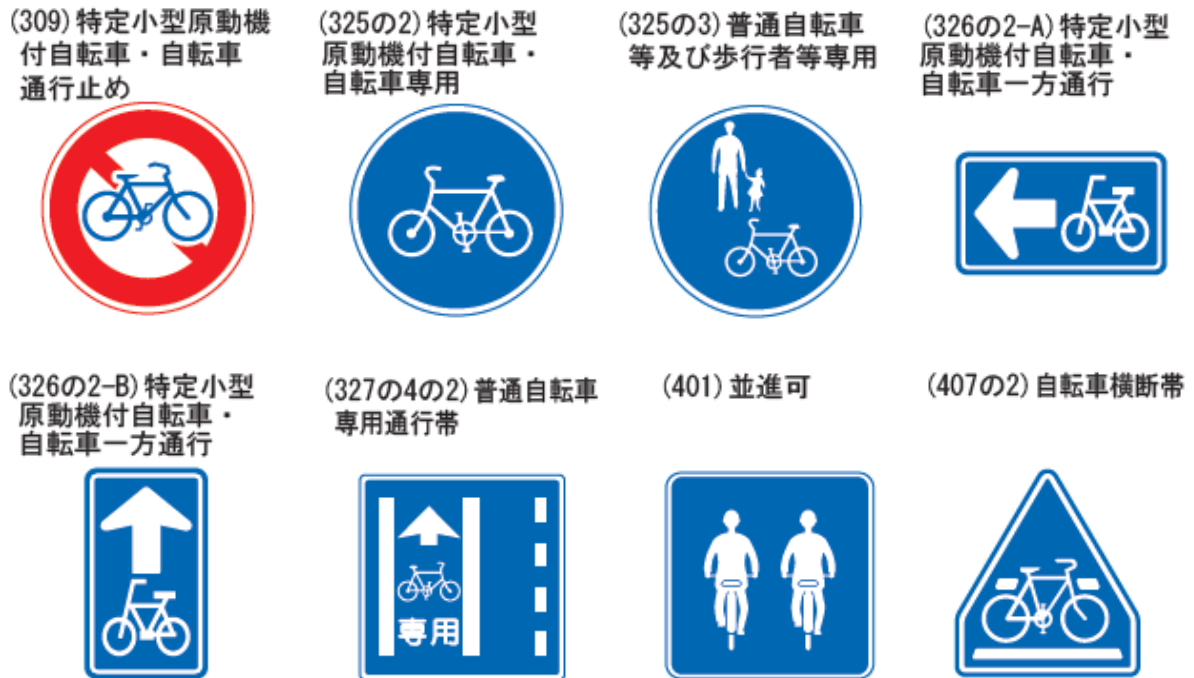 (309)特定小型原動機
付自転車・自転車
通行止め
(325の2)特定小型
原動機付自転車・
自転車専用
(325の3)普通自転車
等及び歩行者等専用
(326の2-A)特定小型
原動機付自転車・
自転車一方通行
(326の2-B)特定小型
原動機付自転車・
自転車一方通行
(327の4の2)普通自転車
専用通行帯
専用
(401)並進可
(407の2)自転車横断帯